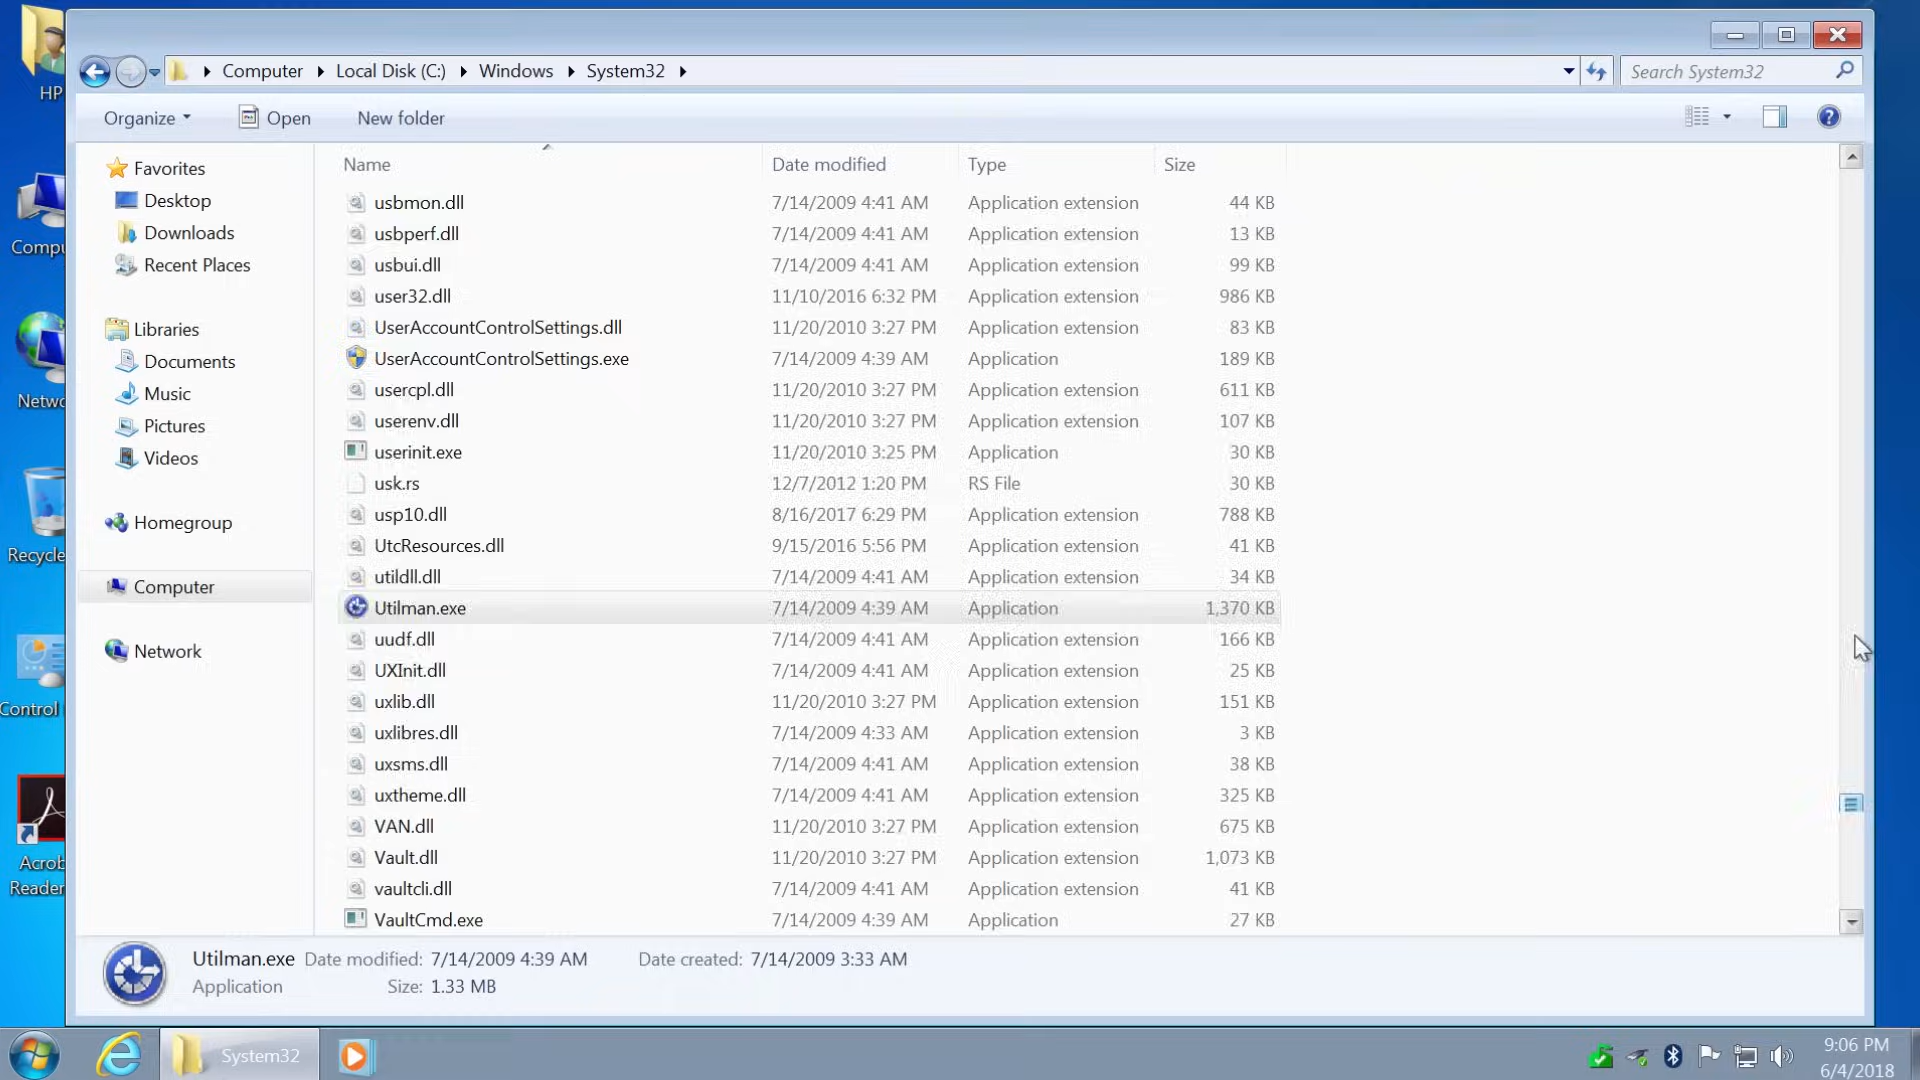 HP
Computer
Local Disk (C:)
Windows
System32
Search System32
Organize
Open
New folder
Favorites
Desktop
Downloads
Recent Places
Libraries
Documents
Music
Pictures
Videos
Homegroup
Computer
Network
Name Date modified Type Size
usbmon.dll 7/14/2009 4:41 AM Application extension 44 KB
usbperf.dll 7/14/2009 4:41 AM Application extension 13 KB
usbui.dll 7/14/2009 4:41 AM Application extension 99 KB
user32.dll 11/10/2016 6:32 PM Application extension 986 KB
UserAccountControlSettings.dll 11/20/2010 3:27 PM Application extension 83 KB
UserAccountControlSettings.exe 7/14/2009 4:39 AM Application 189 KB
usercpl.dll 11/20/2010 3:27 PM Application extension 611 KB
userenv.dll 11/20/2010 3:27 PM Application extension 107 KB
userinit.exe 11/20/2010 3:25 PM Application 30 KB
usk.rs 12/7/2012 1:20 PM RS File 30 KB
usp10.dll 8/16/2017 6:29 PM Application extension 788 KB
UtcResources.dll 9/15/2016 5:56 PM Application extension 41 KB
utildll.dll 7/14/2009 4:41 AM Application extension 34 KB
Utilman.exe 7/14/2009 4:39 AM Application 1,370 KB
uudf.dll 7/14/2009 4:41 AM Application extension 166 KB
UXInit.dll 7/14/2009 4:41 AM Application extension 25 KB
uxlib.dll 11/20/2010 3:27 PM Application extension 151 KB
uxlibres.dll 7/14/2009 4:33 AM Application extension 3 KB
uxsms.dll 7/14/2009 4:41 AM Application extension 38 KB
uxtheme.dll 7/14/2009 4:41 AM Application extension 325 KB
VAN.dll 11/20/2010 3:27 PM Application extension 675 KB
Vault.dll 11/20/2010 3:27 PM Application extension 1,073 KB
vaultcli.dll 7/14/2009 4:41 AM Application extension 41 KB
VaultCmd.exe 7/14/2009 4:39 AM Application 27 KB
Utilman.exe Date modified: 7/14/2009 4:39 AM Date created: 7/14/2009 3:33 AM
Application Size: 1.33 MB
Compu
Netwo
Recycle
Control
Acrob
Reader
System32
9:06 PM
6/4/2018